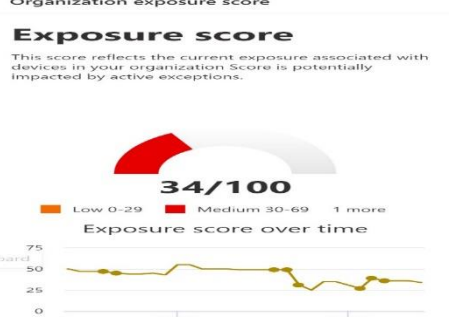 Organization exposure score
Exposure score
This score reflects the current exposure associated with
devices in your organization Score is potentially
impacted by active exceptions.
34/100
Low 0-29 Medium 30-69 1 more
Exposure score over time
75
50
25
0